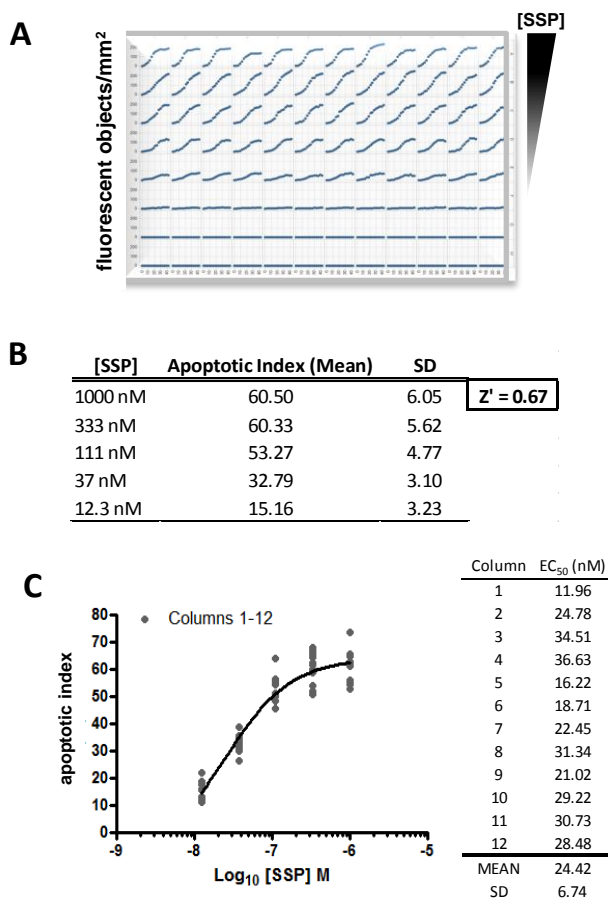 A
[SSP]
fluorescent objects/mm²
B
[SSP] Apoptotic Index (Mean) SD
1000 nM 60.50 6.05 Z' = 0.67
333 nM 60.33 5.62
111 nM 53.27 4.77
37 nM 32.79 3.10
12.3 nM 15.16 3.23
C
Columns 1-12
apoptotic index
80
70
60
50
40
30
20
10
0
-9 -8 -7 -6 -5
Log₁₀ [SSP] M
Column EC₅₀ (nM)
1 11.96
2 24.78
3 34.51
4 36.63
5 16.22
6 18.71
7 22.45
8 31.34
9 21.02
10 29.22
11 30.73
12 28.48
MEAN 24.42
SD 6.74